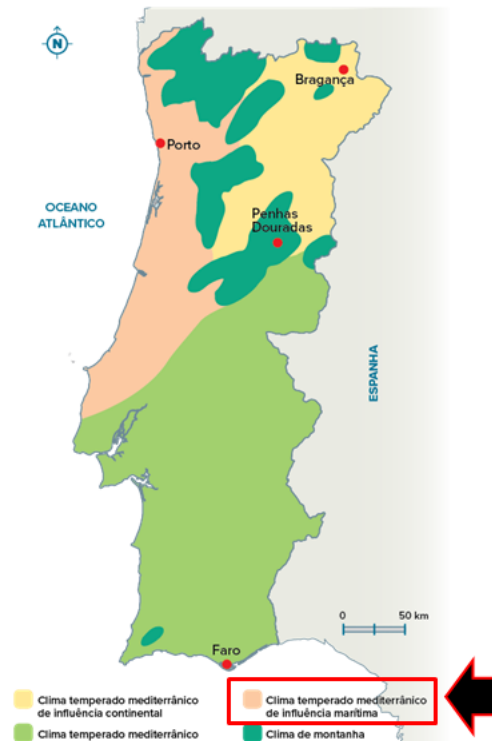 N
Bragança
Porto
OCEANO
ATLÂNTICO
Penhas
Douradas
ESPANHA
0 50 km
Faro
Clima temperado mediterrânico
de influência continental
Clima temperado mediterrânico
de influência marítima
Clima temperado mediterrânico
Clima de montanha